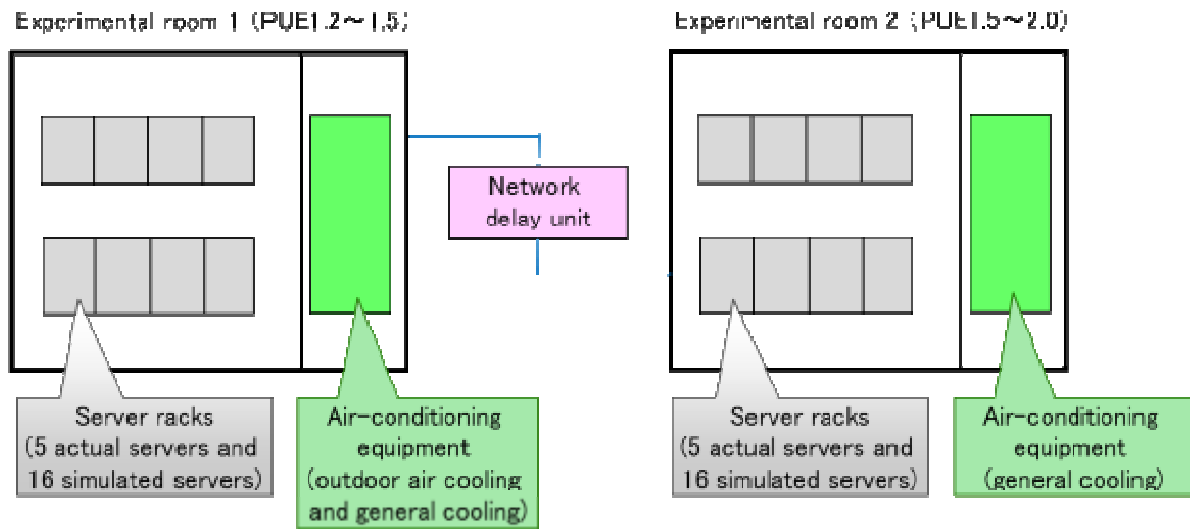 Experimental room 1 (PUE1.2～1.5)
Experimental room 2 (PUE1.5～2.0)
Network
delay unit
Server racks
(5 actual servers and
16 simulated servers)
Air-conditioning
equipment
(outdoor air cooling
and general cooling)
Server racks
(5 actual servers and
16 simulated servers)
Air-conditioning
equipment
(general cooling)